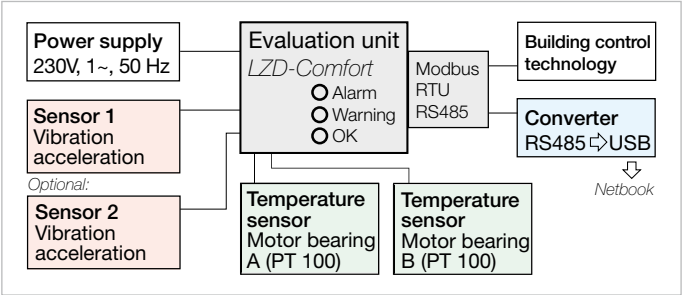 Power supply
230V, 1~, 50 Hz
Sensor 1
Vibration
acceleration
Optional:
Sensor 2
Vibration
acceleration
Evaluation unit
LZD-Comfort
Alarm
Warning
OK
Modbus
RTU
RS485
Building control
technology
Converter
RS485 ⇨ USB
Netbook
Temperature
sensor
Motor bearing
A (PT 100)
Temperature
sensor
Motor bearing
B (PT 100)